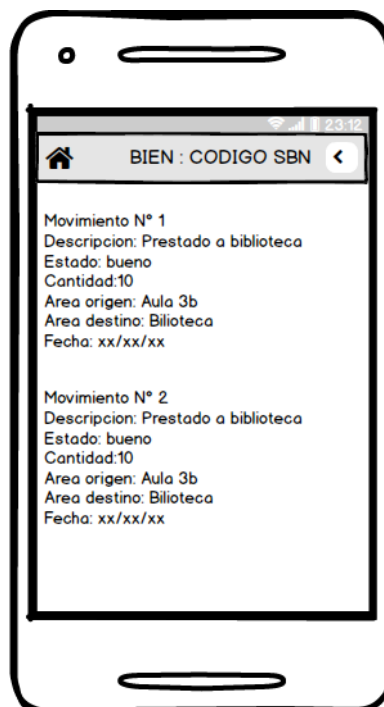 23:12
BIEN : CODIGO SBN
Movimiento N° 1
Descripcion: Prestado a biblioteca
Estado: bueno
Cantidad:10
Area origen: Aula 3b
Area destino: Bilioteca
Fecha: xx/xx/xx
Movimiento N° 2
Descripcion: Prestado a biblioteca
Estado: bueno
Cantidad:10
Area origen: Aula 3b
Area destino: Bilioteca
Fecha: xx/xx/xx